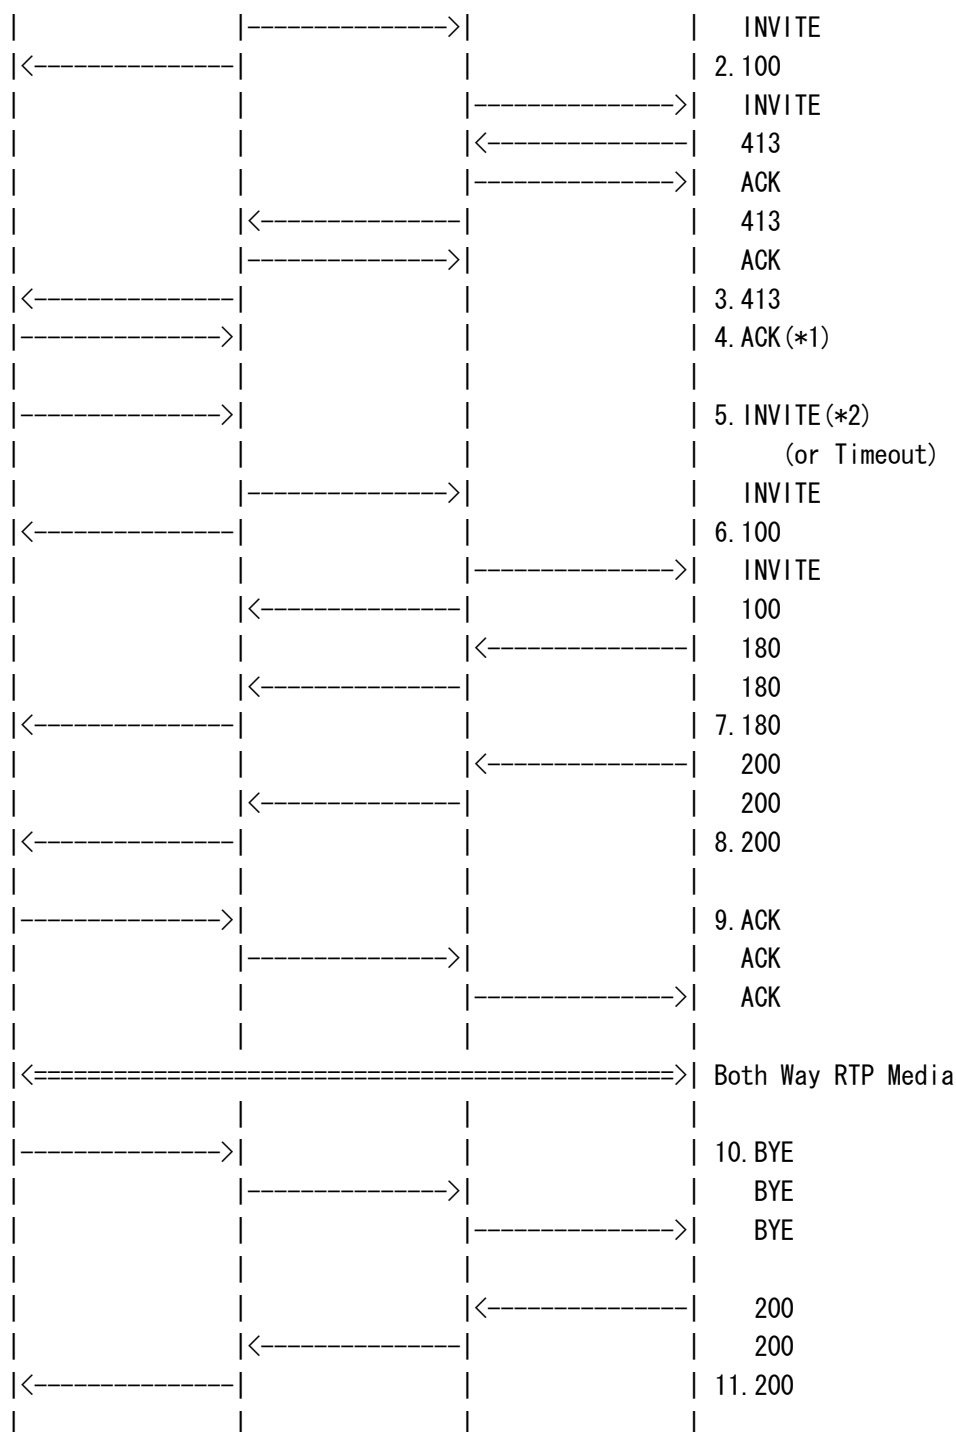 |                |--------------->|                |   INVITE
|<---------------|                |                | 2.100
|                |                |--------------->|   INVITE
|                |                |<---------------|   413
|                |                |--------------->|   ACK
|                |<---------------|                |   413
|                |--------------->|                |   ACK
|<---------------|                |                | 3.413
|--------------->|                |                | 4.ACK(*1)
|                |                |                |
|--------------->|                |                | 5.INVITE(*2)
|                |                |                |      (or Timeout)
|                |--------------->|                |   INVITE
|<---------------|                |                | 6.100
|                |                |--------------->|   INVITE
|                |<---------------|                |   100
|                |                |<---------------|   180
|                |<---------------|                |   180
|<---------------|                |                | 7.180
|                |                |<---------------|   200
|                |<---------------|                |   200
|<---------------|                |                | 8.200
|                |                |                |
|--------------->|                |                | 9.ACK
|                |--------------->|                |   ACK
|                |                |--------------->|   ACK
|                |                |                |
|<================================================>| Both Way RTP Media
|                |                |                |
|--------------->|                |                | 10.BYE
|                |--------------->|                |    BYE
|                |                |--------------->|    BYE
|                |                |                |
|                |                |<---------------|    200
|                |<---------------|                |    200
|<---------------|                |                | 11.200
|                |                |                |